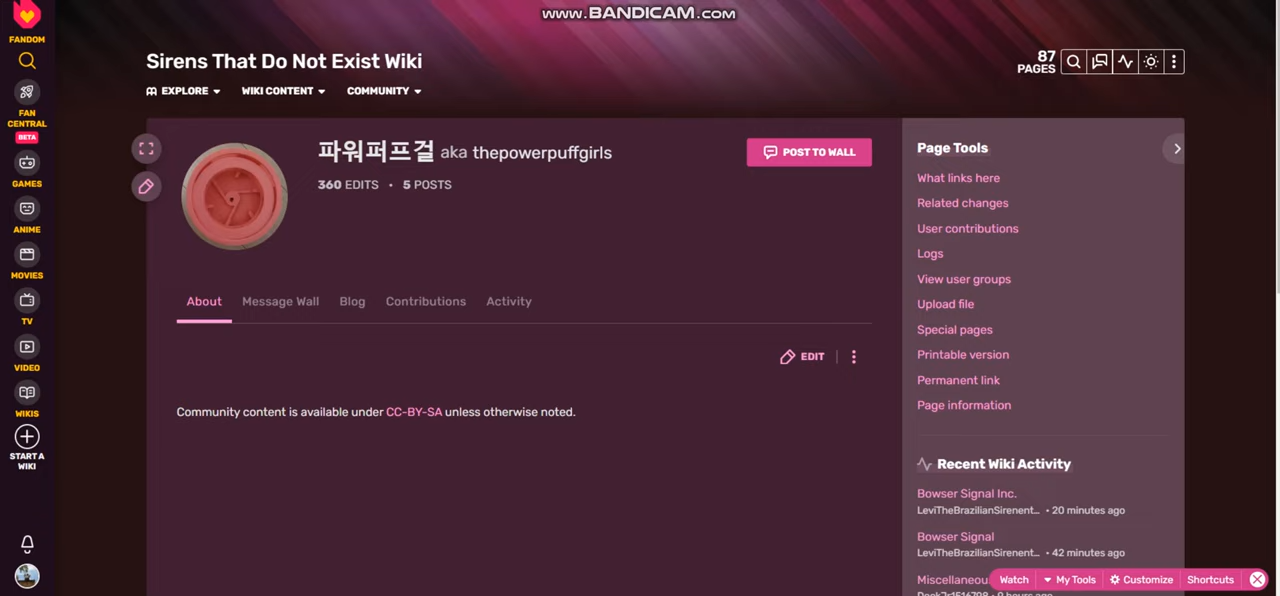 www.BANDICAM.com
FANDOM
FAN
CENTRAL
BETA
GAMES
ANIME
MOVIES
TV
VIDEO
WIKIS
START A
WIKI
Sirens That Do Not Exist Wiki
EXPLORE
WIKI CONTENT
COMMUNITY
87
PAGES
파워퍼프걸 aka thepowerpuffgirls
360 EDITS • 5 POSTS
POST TO WALL
About
Message Wall
Blog
Contributions
Activity
EDIT
Community content is available under CC-BY-SA unless otherwise noted.
Page Tools
What links here
Related changes
User contributions
Logs
View user groups
Upload file
Special pages
Printable version
Permanent link
Page information
Recent Wiki Activity
Bowser Signal Inc.
LeviTheBrazilianSirenent... • 20 minutes ago
Bowser Signal
LeviTheBrazilianSirenent... • 42 minutes ago
Miscellaneou
hours ago
Watch
My Tools
Customize
Shortcuts